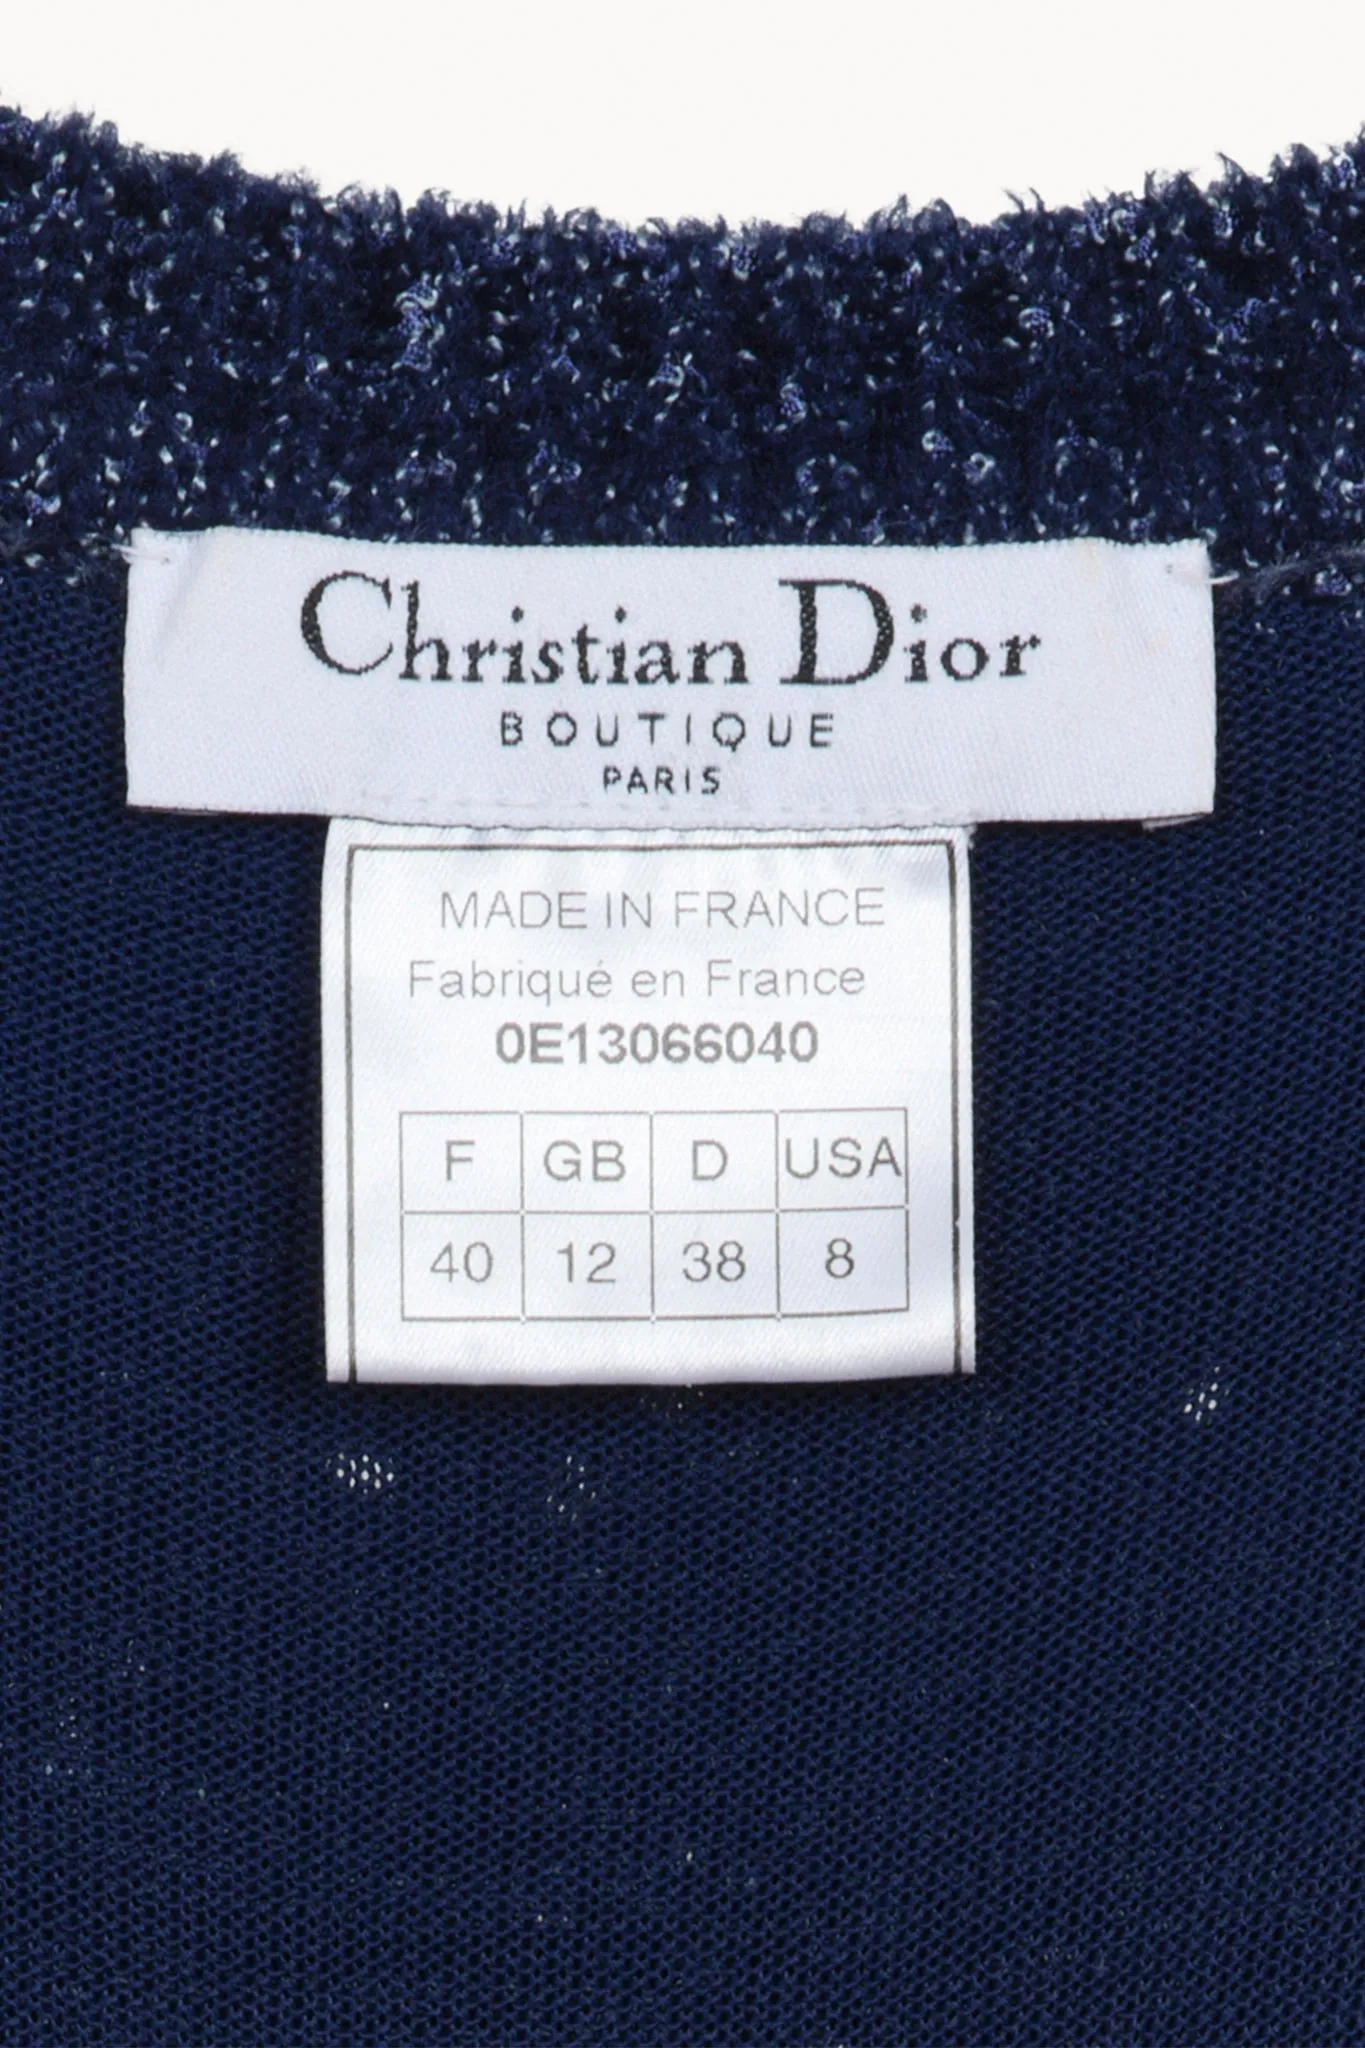 Christian Dior
BOUTIQUE
PARIS
MADE IN FRANCE
Fabriqué en France
0E13066040
F GB D USA
40 12 38 8